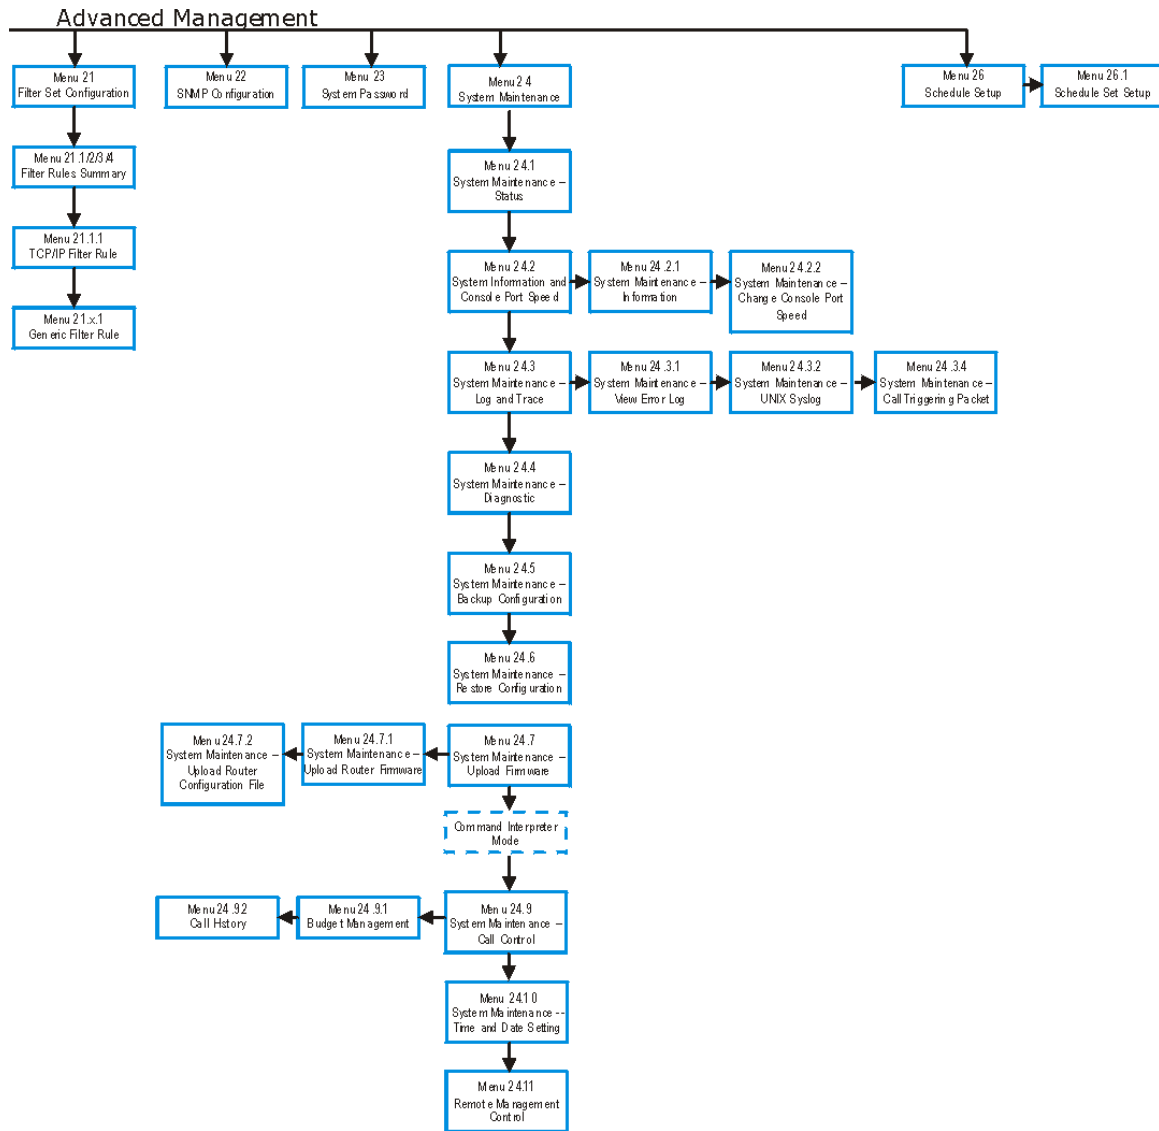 Advanced Management
Menu 21
Filter Set Configuration
Menu 22
SNMP Configuration
Menu 23
System Password
Menu 24
System Maintenance
Menu 26
Schedule Setup
Menu 26.1
Schedule Set Setup
Menu 21.1/2/3/4
Filter Rules Summary
Menu 24.1
System Maintenance –
Status
Menu 21.1.1
TCP/IP Filter Rule
Menu 24.2
System Information and
Console Port Speed
Menu 24.2.1
System Maintenance –
Information
Menu 24.2.2
System Maintenance –
Change Console Port
Speed
Menu 21.x.1
Generic Filter Rule
Menu 24.3
System Maintenance –
Log and Trace
Menu 24.3.1
System Maintenance –
View Error Log
Menu 24.3.2
System Maintenance –
UNIX Syslog
Menu 24.3.4
System Maintenance –
Call Triggering Packet
Menu 24.4
System Maintenance –
Diagnostic
Menu 24.5
System Maintenance –
Backup Configuration
Menu 24.6
System Maintenance –
Restore Configuration
Menu 24.7.2
System Maintenance –
Upload Router
Configuration File
Menu 24.7.1
System Maintenance –
Upload Router Firmware
Menu 24.7
System Maintenance –
Upload Firmware
Command Interpreter
Mode
Menu 24.9.2
Call Hstory
Menu 24.9.1
Budget Management
Menu 24.9
System Maintenance –
Call Control
Menu 24.10
System Maintenance --
Time and Date Setting
Menu 24.11
Remote Management
Control